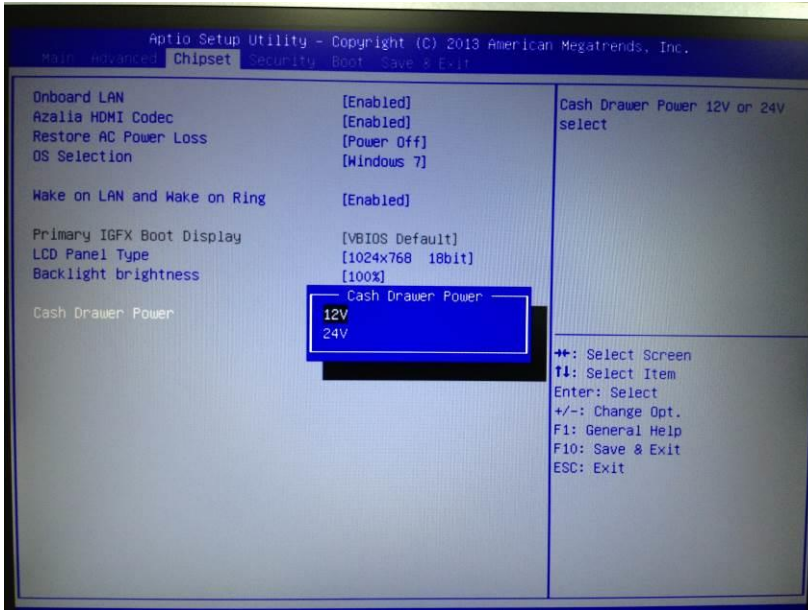 Aptio Setup Utility - Copyright (C) 2013 American Megatrends, Inc.
Main Advanced Chipset Security Boot Save & Exit
Onboard LAN [Enabled]
Azalia HDMI Codec [Enabled]
Restore AC Power Loss [Power Off]
OS Selection [Windows 7]
Wake on LAN and Wake on Ring [Enabled]
Primary IGFX Boot Display [VBIOS Default]
LCD Panel Type [1024x768 18bit]
Backlight brightness [100%]
Cash Drawer Power
Cash Drawer Power
12V
24V
Cash Drawer Power 12V or 24V
select
→←: Select Screen
↑↓: Select Item
Enter: Select
+/-: Change Opt.
F1: General Help
F10: Save & Exit
ESC: Exit